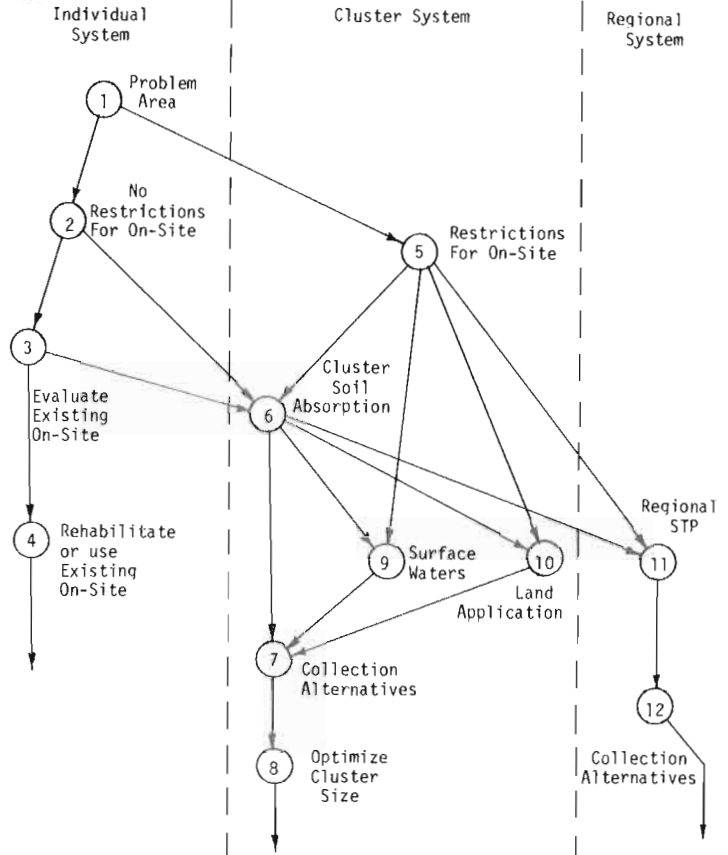 Individual
System
Cluster System
Regional
System
Problem
Area
1
No
Restrictions
For On-Site
2
Restrictions
For On-Site
5
3
Evaluate
Existing
On-Site
Cluster
Soil
Absorption
6
4
Rehabilitate
or use
Existing
On-Site
9
Surface
Waters
10
Land
Application
Regional
STP
11
7
Collection
Alternatives
12
Collection
Alternatives
8
Optimize
Cluster
Size